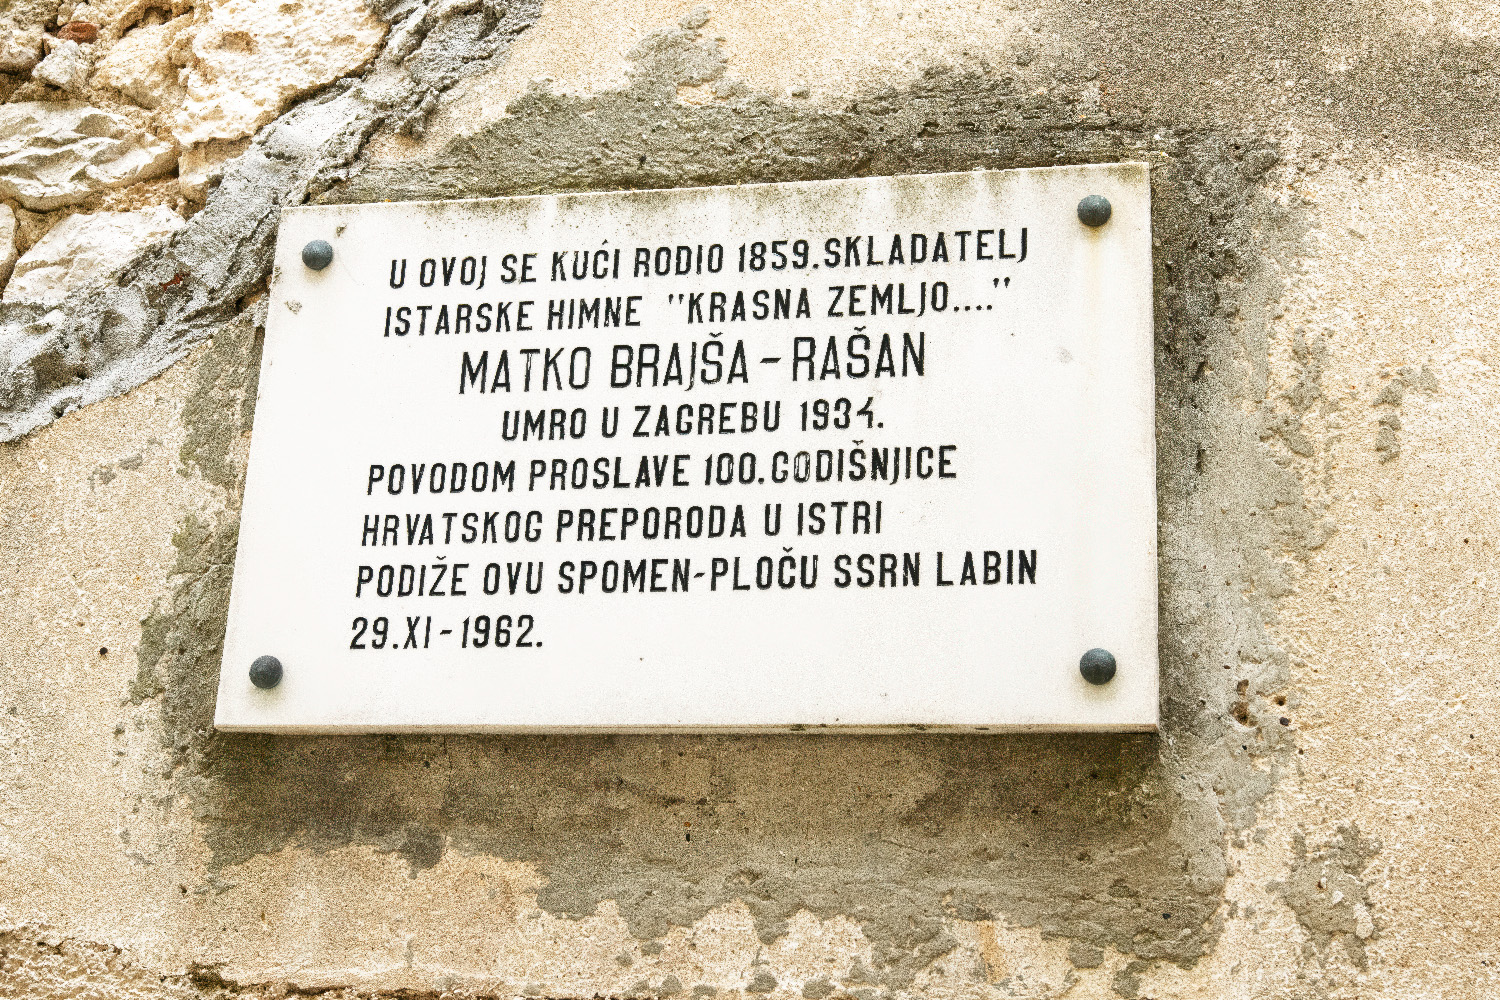 U OVOJ SE KUĆI RODIO 1859.SKLADATELJ
ISTARSKE HIMNE "KRASNA ZEMLJO...."
MATKO BRAJŠA-RAŠAN
UMRO U ZAGREBU 1934.
POVODOM PROSLAVE 100.GODIŠNJICE
HRVATSKOG PREPORODA U ISTRI
PODIŽE OVU SPOMEN-PLOČU SSRN LABIN
29.XI-1962.